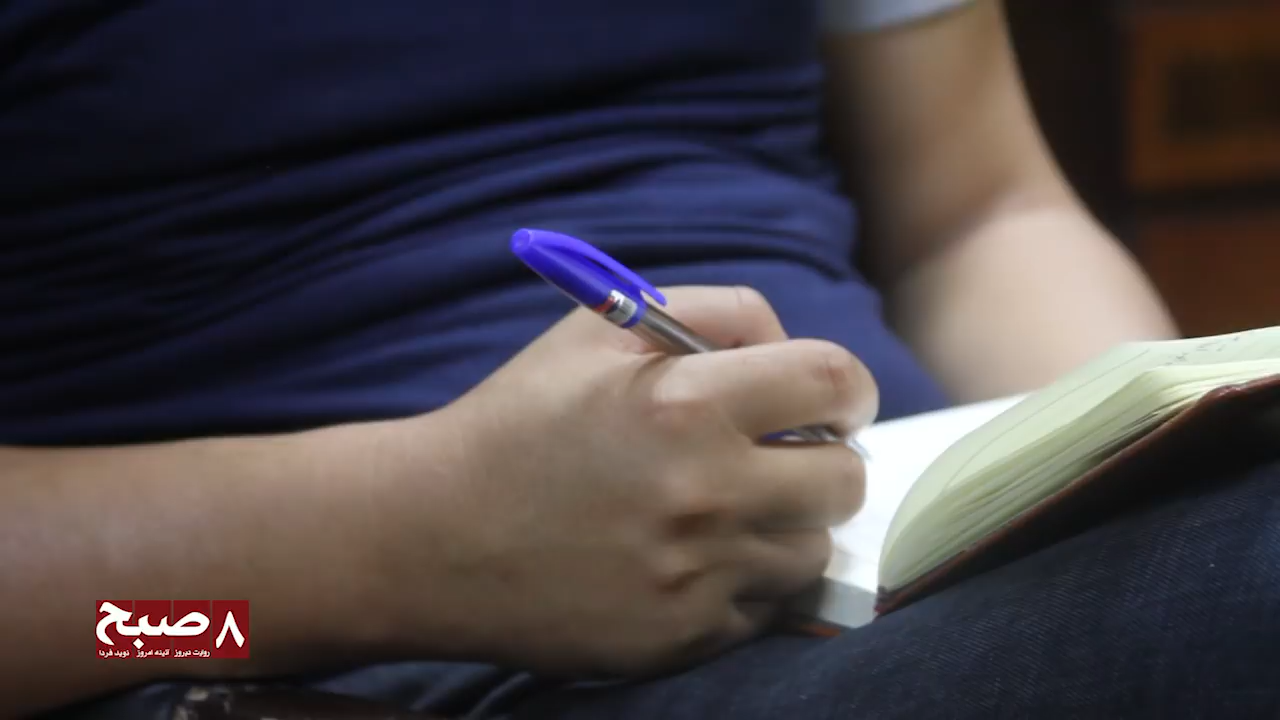 ۸ صبح
روایت دیروز آئینه امروز نوید فردا